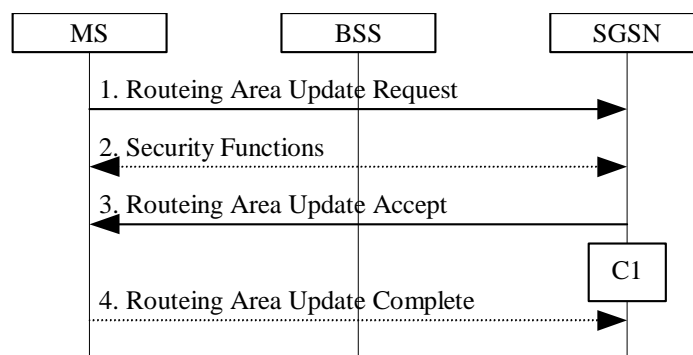 MS
BSS
SGSN
1. Routeing Area Update Request
2. Security Functions
3. Routeing Area Update Accept
C1
4. Routeing Area Update Complete